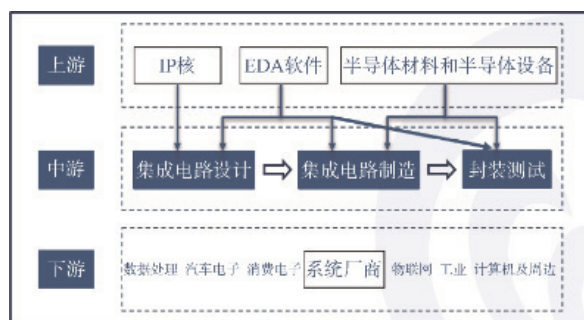 上游
IP核 EDA软件 半导体材料和半导体设备
中游
集成电路设计 集成电路制造 封装测试
下游
数据处理 汽车电子 消费电子 系统厂商 物联网 工业 计算机及周边